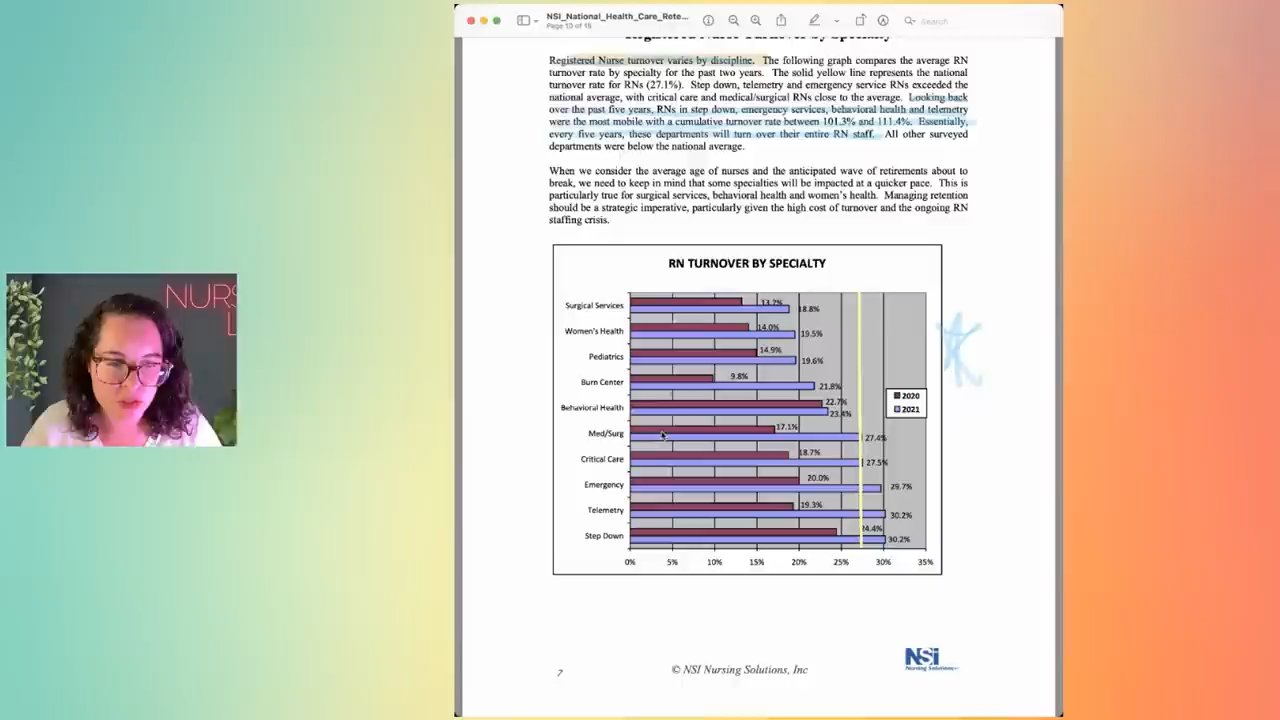 NSI_National_Health_Care_Rete...
Page 10 of 18
Search
Registered Nurse Turnover by Specialty
Registered Nurse turnover varies by discipline. The following graph compares the average RN
turnover rate by specialty for the past two years. The solid yellow line represents the national
turnover rate for RNs (27.1%). Step down, telemetry and emergency service RNs exceeded the
national average, with critical care and medical/surgical RNs close to the average. Looking back
over the past five years, RNs in step down, emergency services, behavioral health and telemetry
were the most mobile with a cumulative turnover rate between 101.3% and 111.4%. Essentially,
every five years, these departments will turn over their entire RN staff. All other surveyed
departments were below the national average.
When we consider the average age of nurses and the anticipated wave of retirements about to
break, we need to keep in mind that some specialties will be impacted at a quicker pace. This is
particularly true for surgical services, behavioral health and women's health. Managing retention
should be a strategic imperative, particularly given the high cost of turnover and the ongoing RN
staffing crisis.
NURS
L
RN TURNOVER BY SPECIALTY
Surgical Services 13.2% 18.8%
Women's Health 14.0% 19.5%
Pediatrics 14.9% 19.6%
Burn Center 9.8% 21.8%
Behavioral Health 22.7% 23.4%
Med/Surg 17.1% 27.4%
Critical Care 18.7% 27.5%
Emergency 20.0% 29.7%
Telemetry 19.3% 30.2%
Step Down 24.4% 30.2%
2020
2021
0% 5% 10% 15% 20% 25% 30% 35%
7 © NSI Nursing Solutions, Inc
NSi
Nursing Solutions